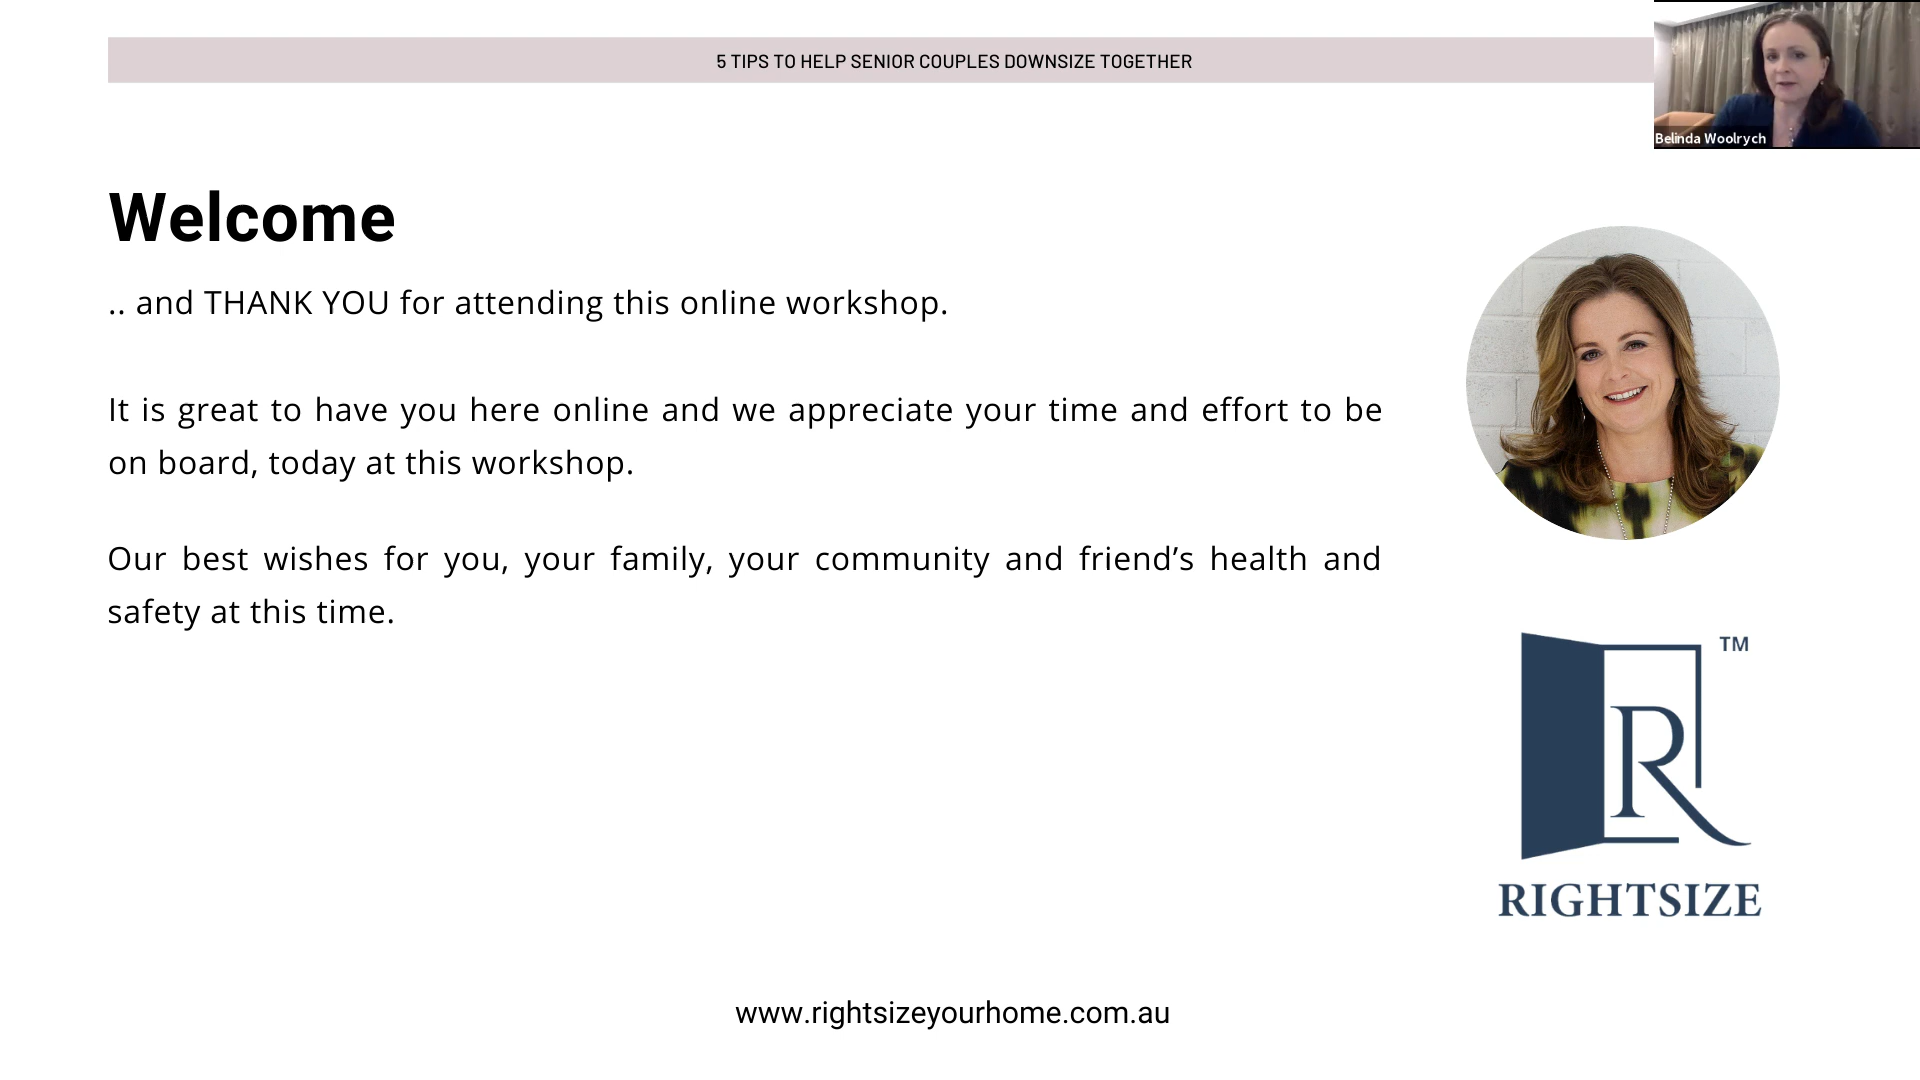 5 TIPS TO HELP SENIOR COUPLES DOWNSIZE TOGETHER
Belinda Woolrych
Welcome
.. and THANK YOU for attending this online workshop.
It is great to have you here online and we appreciate your time and effort to be
on board, today at this workshop.
Our best wishes for you, your family, your community and friend’s health and
safety at this time.
TM
R
RIGHTSIZE
www.rightsizeyourhome.com.au